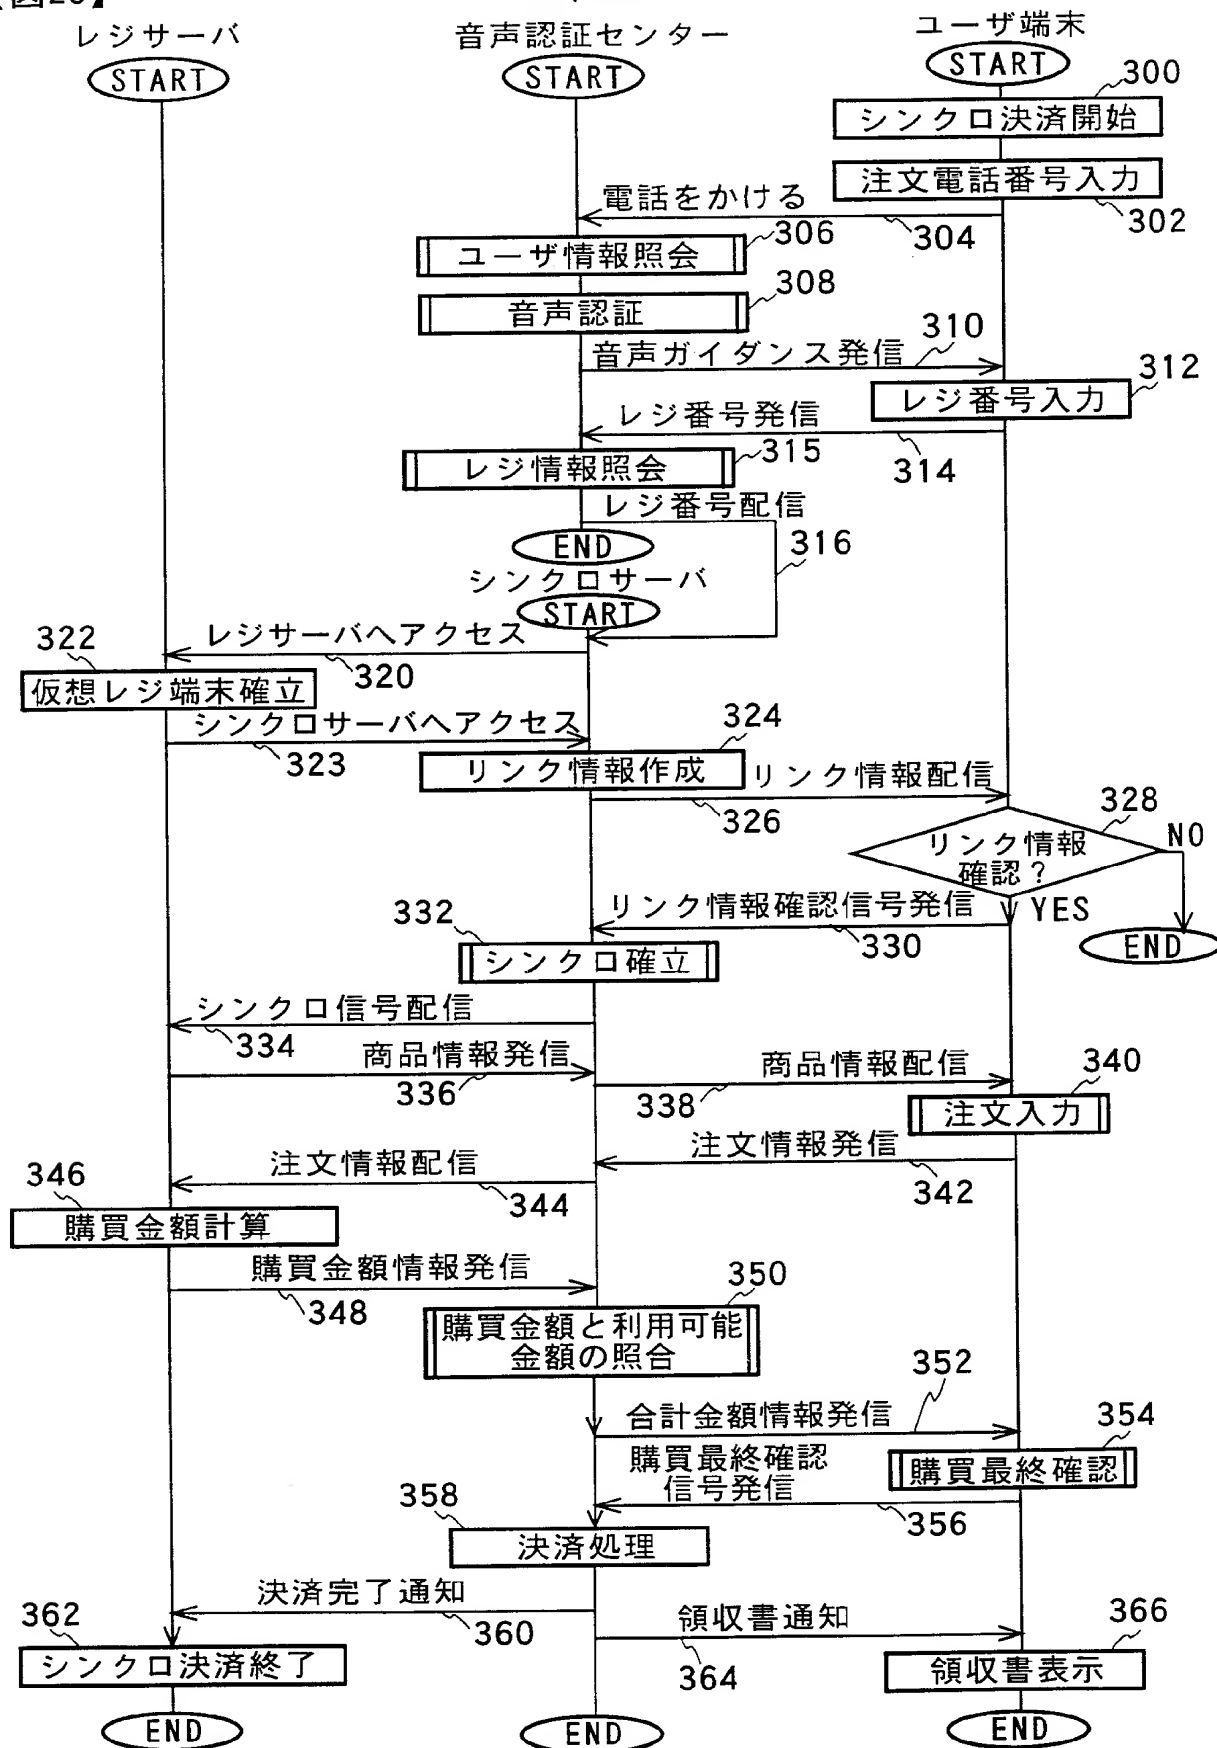 レジサーバ
音声認証センター
ユーザ端末
START
START
START
300
シンクロ決済開始
注文電話番号入力
302
電話をかける
304
306
ユーザ情報照会
308
音声認証
310
音声ガイダンス発信
312
レジ番号入力
レジ番号発信
314
315
レジ情報照会
レジ番号配信
316
END
シンクロサーバ
START
レジサーバへアクセス
320
322
仮想レジ端末確立
シンクロサーバへアクセス
323
324
リンク情報作成
リンク情報配信
326
328
リンク情報
確認?
NO
YES
END
リンク情報確認信号発信
330
332
シンクロ確立
シンクロ信号配信
334
商品情報発信
336
商品情報配信
338
340
注文入力
注文情報発信
342
注文情報配信
344
346
購買金額計算
購買金額情報発信
348
350
購買金額と利用可能
金額の照合
352
合計金額情報発信
354
購買最終確認
購買最終確認
信号発信
356
358
決済処理
決済完了通知
360
362
シンクロ決済終了
領収書通知
364
366
領収書表示
END
END
END